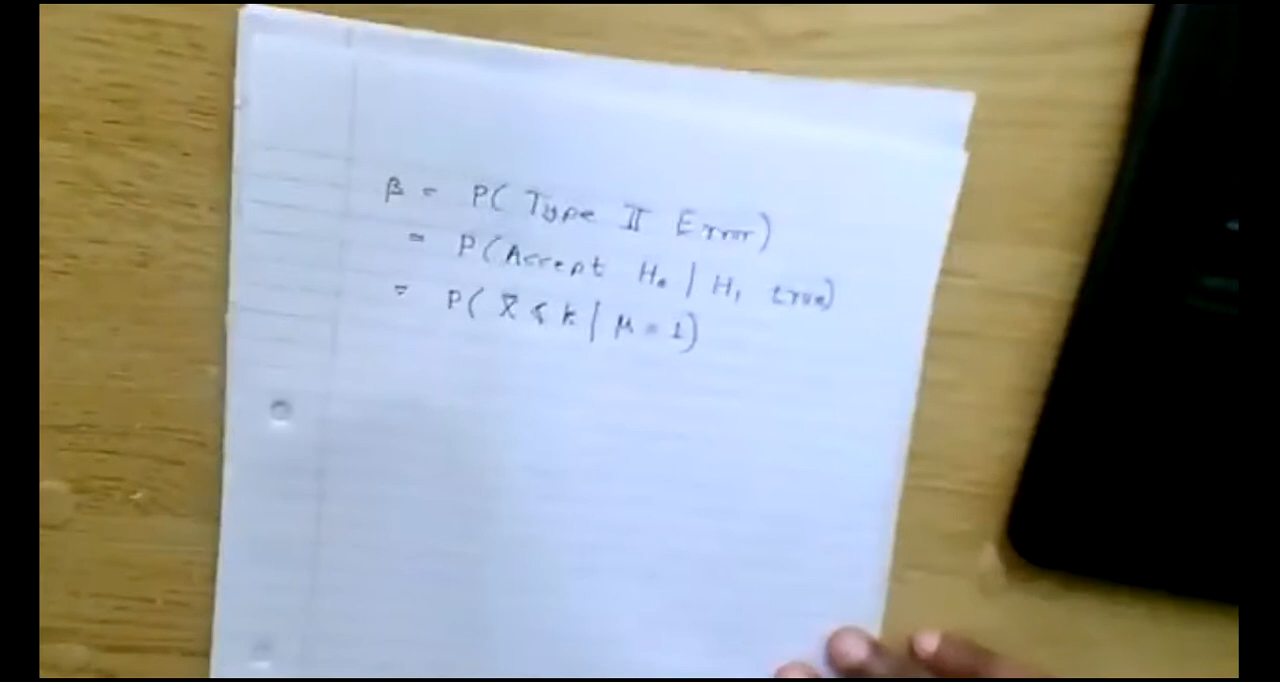 β = P( Type II Error)
= P(Accept H₀ | H₁ true)
= P( X̄ ≤ k | μ = 1)